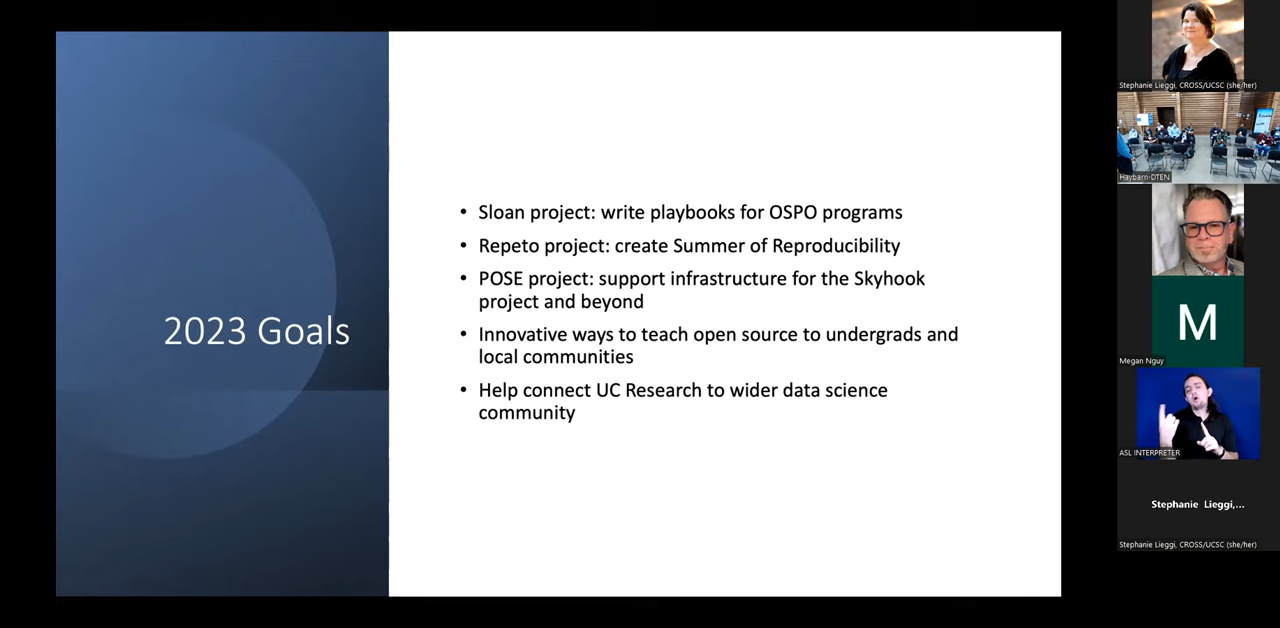 2023 Goals
• Sloan project: write playbooks for OSPO programs
• Repeto project: create Summer of Reproducibility
• POSE project: support infrastructure for the Skyhook
project and beyond
• Innovative ways to teach open source to undergrads and
local communities
• Help connect UC Research to wider data science
community
Stephanie Lieggi, CROSS/UCSC (she/her)
Haybarn-DTEN
M
Megan Nguy
ASL INTERPRETER
Stephanie Lieggi,...
Stephanie Lieggi, CROSS/UCSC (she/her)